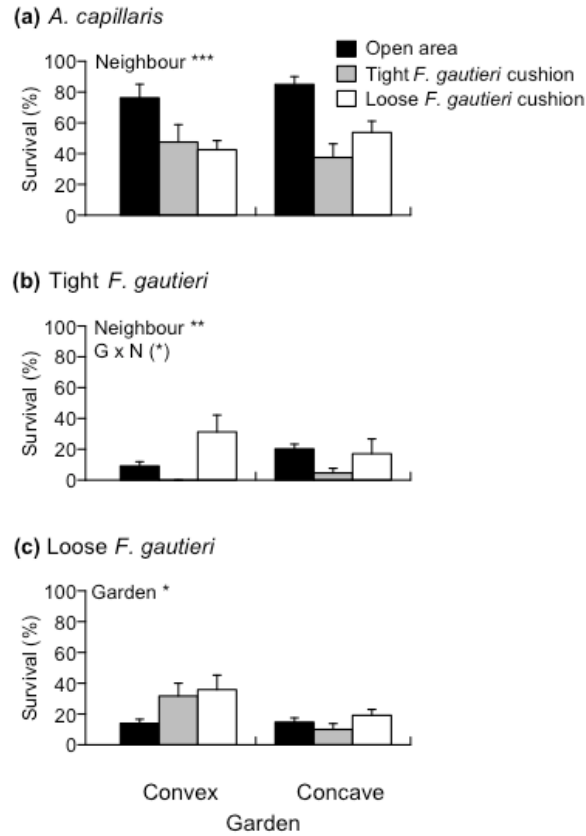 (a) A. capillaris
Neighbour ***
Open area
Tight F. gautieri cushion
Loose F. gautieri cushion
Survival (%)
100
80
60
40
20
0
(b) Tight F. gautieri
Neighbour **
G x N (*)
Survival (%)
100
80
60
40
20
0
(c) Loose F. gautieri
Garden *
Survival (%)
100
80
60
40
20
0
Convex Concave
Garden